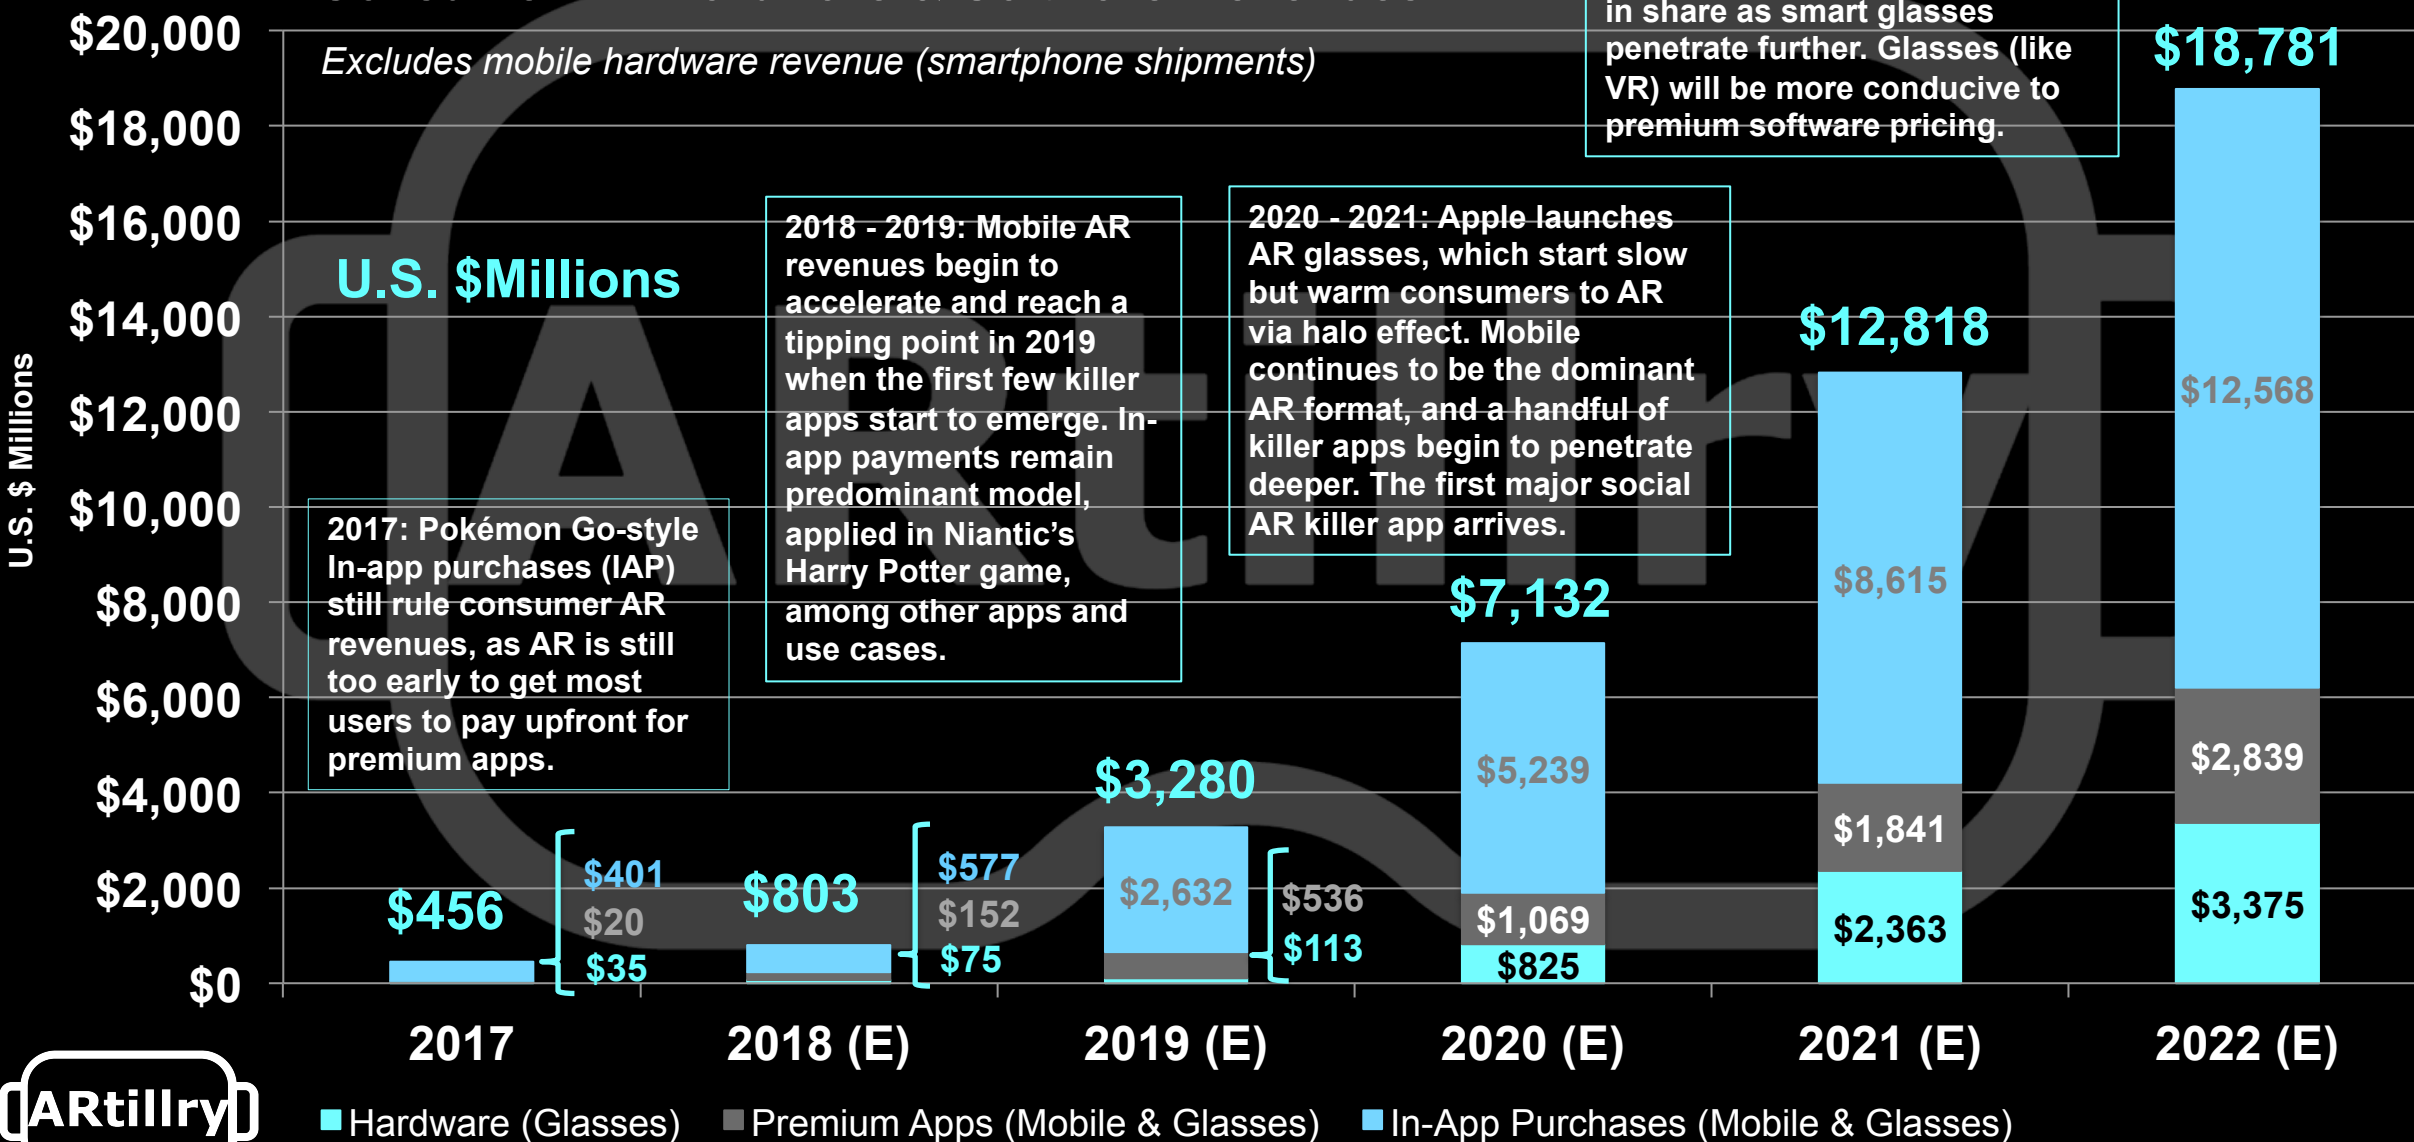 Excludes mobile hardware revenue (smartphone shipments)
in share as smart glasses
penetrate further. Glasses (like
VR) will be more conducive to
premium software pricing.
U.S. $ Millions
$20,000
$18,000
$16,000
$14,000
$12,000
$10,000
$8,000
$6,000
$4,000
$2,000
$0
U.S. $Millions
2017: Pokémon Go-style
In-app purchases (IAP)
still rule consumer AR
revenues, as AR is still
too early to get most
users to pay upfront for
premium apps.
2018 - 2019: Mobile AR
revenues begin to
accelerate and reach a
tipping point in 2019
when the first few killer
apps start to emerge. In-
app payments remain
predominant model,
applied in Niantic’s
Harry Potter game,
among other apps and
use cases.
2020 - 2021: Apple launches
AR glasses, which start slow
but warm consumers to AR
via halo effect. Mobile
continues to be the dominant
AR format, and a handful of
killer apps begin to penetrate
deeper. The first major social
AR killer app arrives.
$456
$401
$20
$35
$803
$577
$152
$75
$3,280
$2,632
$536
$113
$7,132
$5,239
$1,069
$825
$12,818
$8,615
$1,841
$2,363
$18,781
$12,568
$2,839
$3,375
2017
2018 (E)
2019 (E)
2020 (E)
2021 (E)
2022 (E)
Hardware (Glasses)
Premium Apps (Mobile & Glasses)
In-App Purchases (Mobile & Glasses)
ARtillry
ARtillry